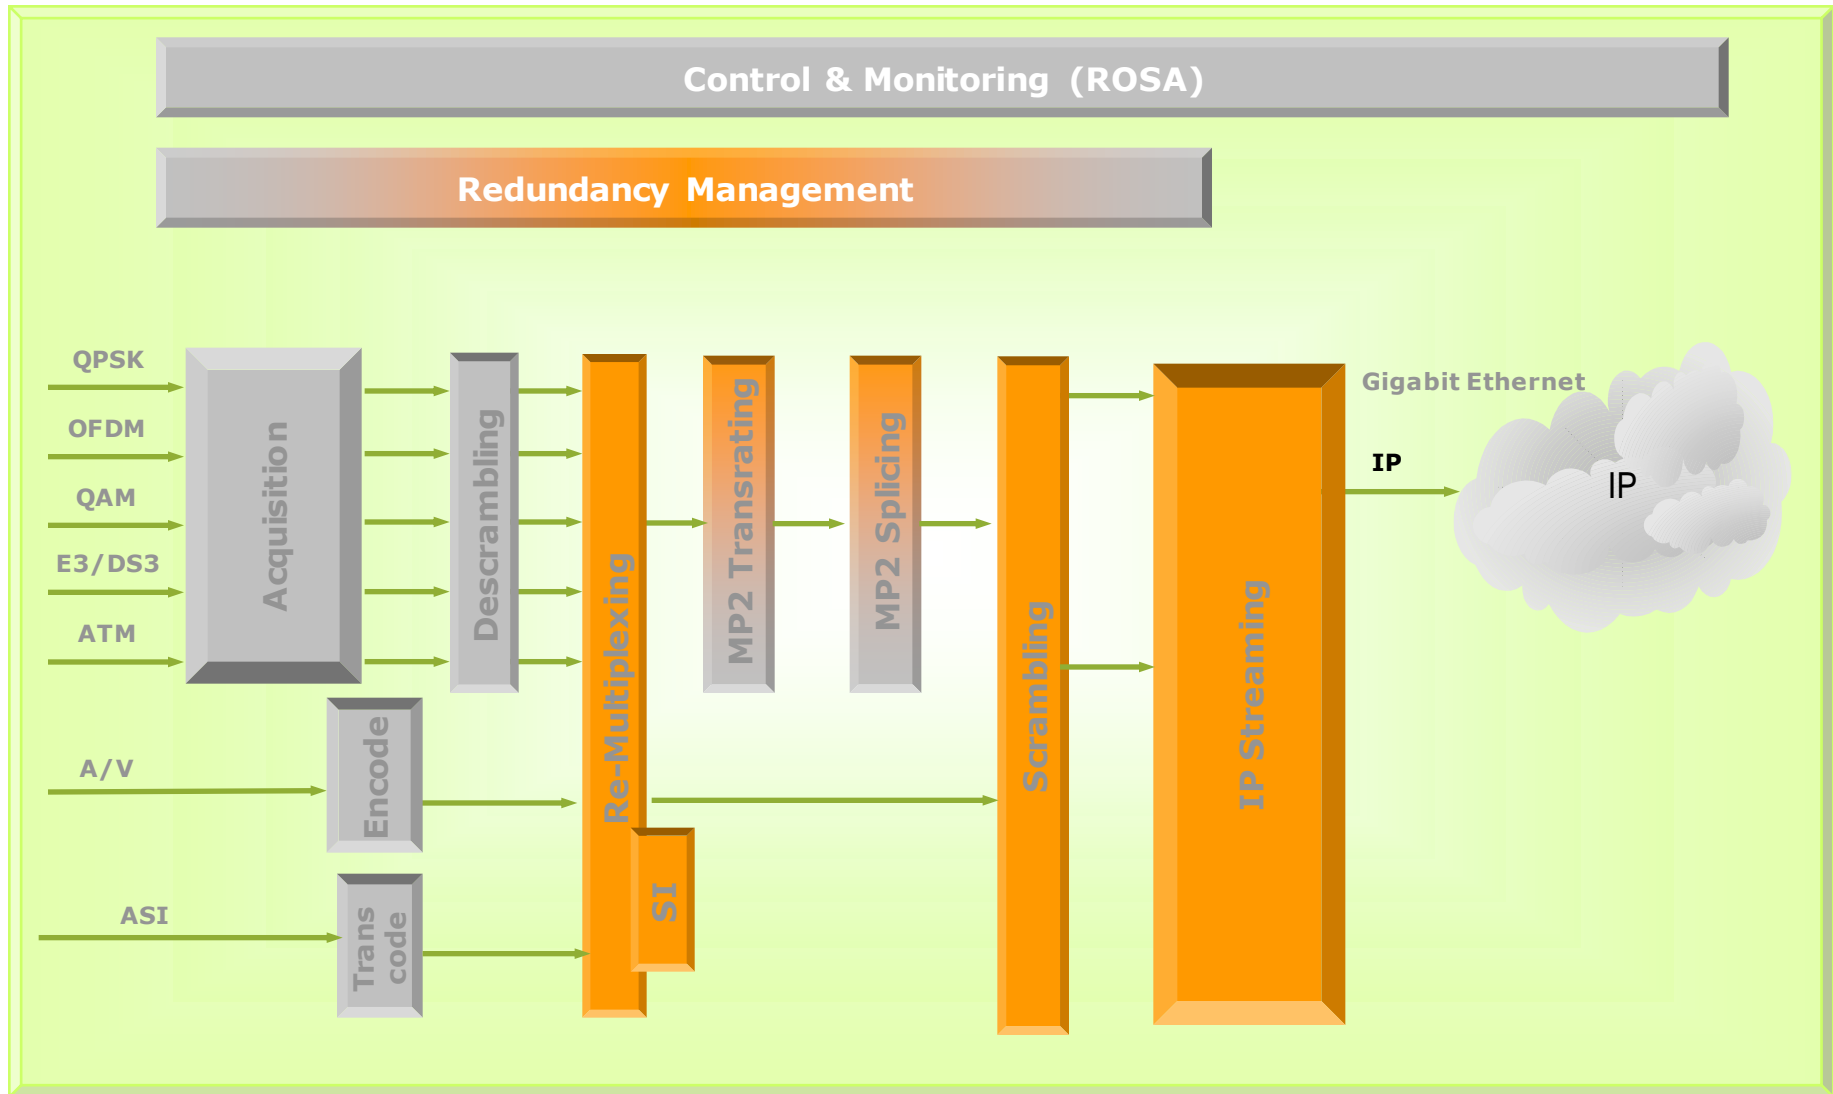 Control & Monitoring (ROSA)
Redundancy Management
QPSK
OFDM
QAM
E3/DS3
ATM
A/V
ASI
Acquisition
Encode
Trans
code
Descrambling
Re-Multiplexing
SI
MP2 Transrating
MP2 Splicing
Scrambling
IP Streaming
Gigabit Ethernet
IP
IP